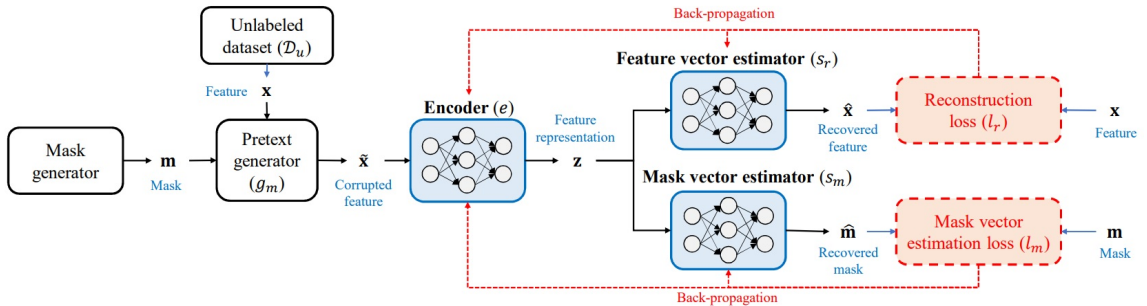 Back-propagation
Unlabeled
dataset (𝒟ᵤ)
Feature
x
Mask
generator
m
Mask
Pretext
generator
(gₘ)
x̃
Corrupted
feature
Encoder (e)
Feature
representation
z
Feature vector estimator (sᵣ)
x̂
Recovered
feature
Reconstruction
loss (lᵣ)
x
Feature
Mask vector estimator (sₘ)
m̂
Recovered
mask
Mask vector
estimation loss (lₘ)
m
Mask
Back-propagation